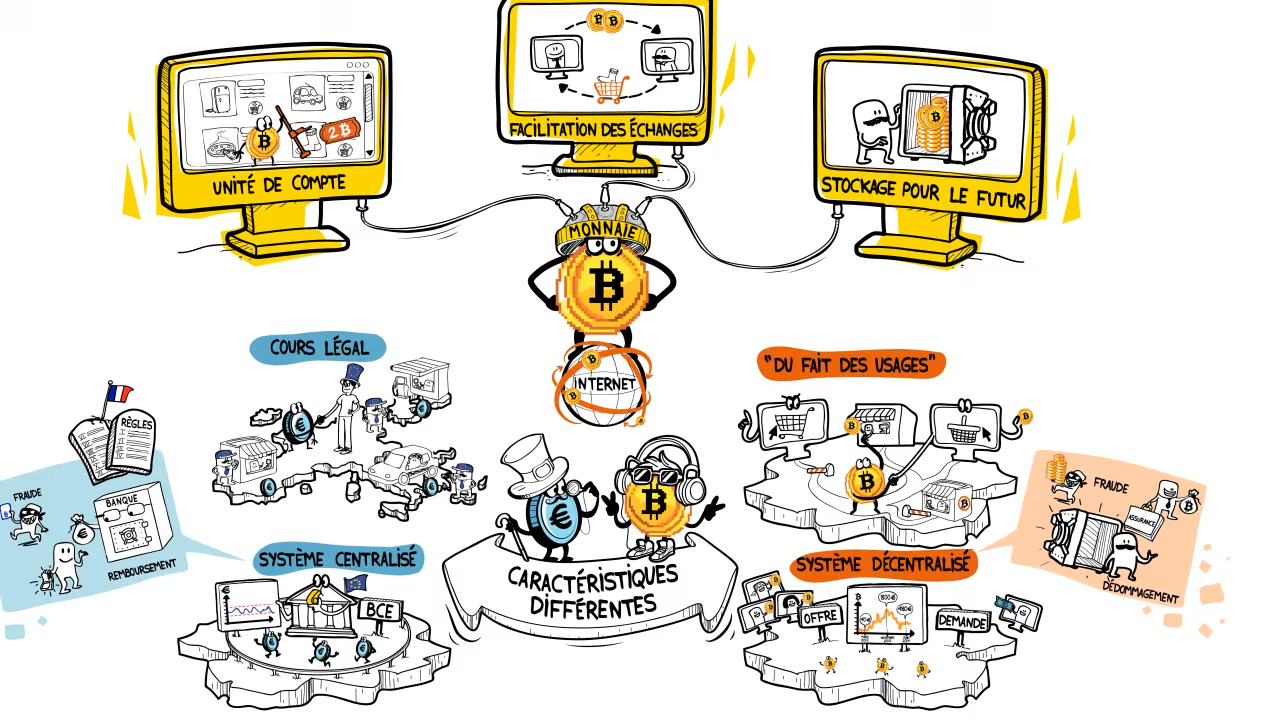 UNITÉ DE COMPTE
2 ₿
FACILITATION DES ÉCHANGES
STOCKAGE POUR LE FUTUR
MONNAIE
INTERNET
COURS LÉGAL
"DU FAIT DES USAGES"
RÈGLES
FRAUDE
BANQUE
REMBOURSEMENT
SYSTÈME CENTRALISÉ
€
BCE
CARACTÉRISTIQUES
DIFFÉRENTES
SYSTÈME DÉCENTRALISÉ
OFFRE
800€
DEMANDE
FRAUDE
ASSURANCE
DÉDOMMAGEMENT